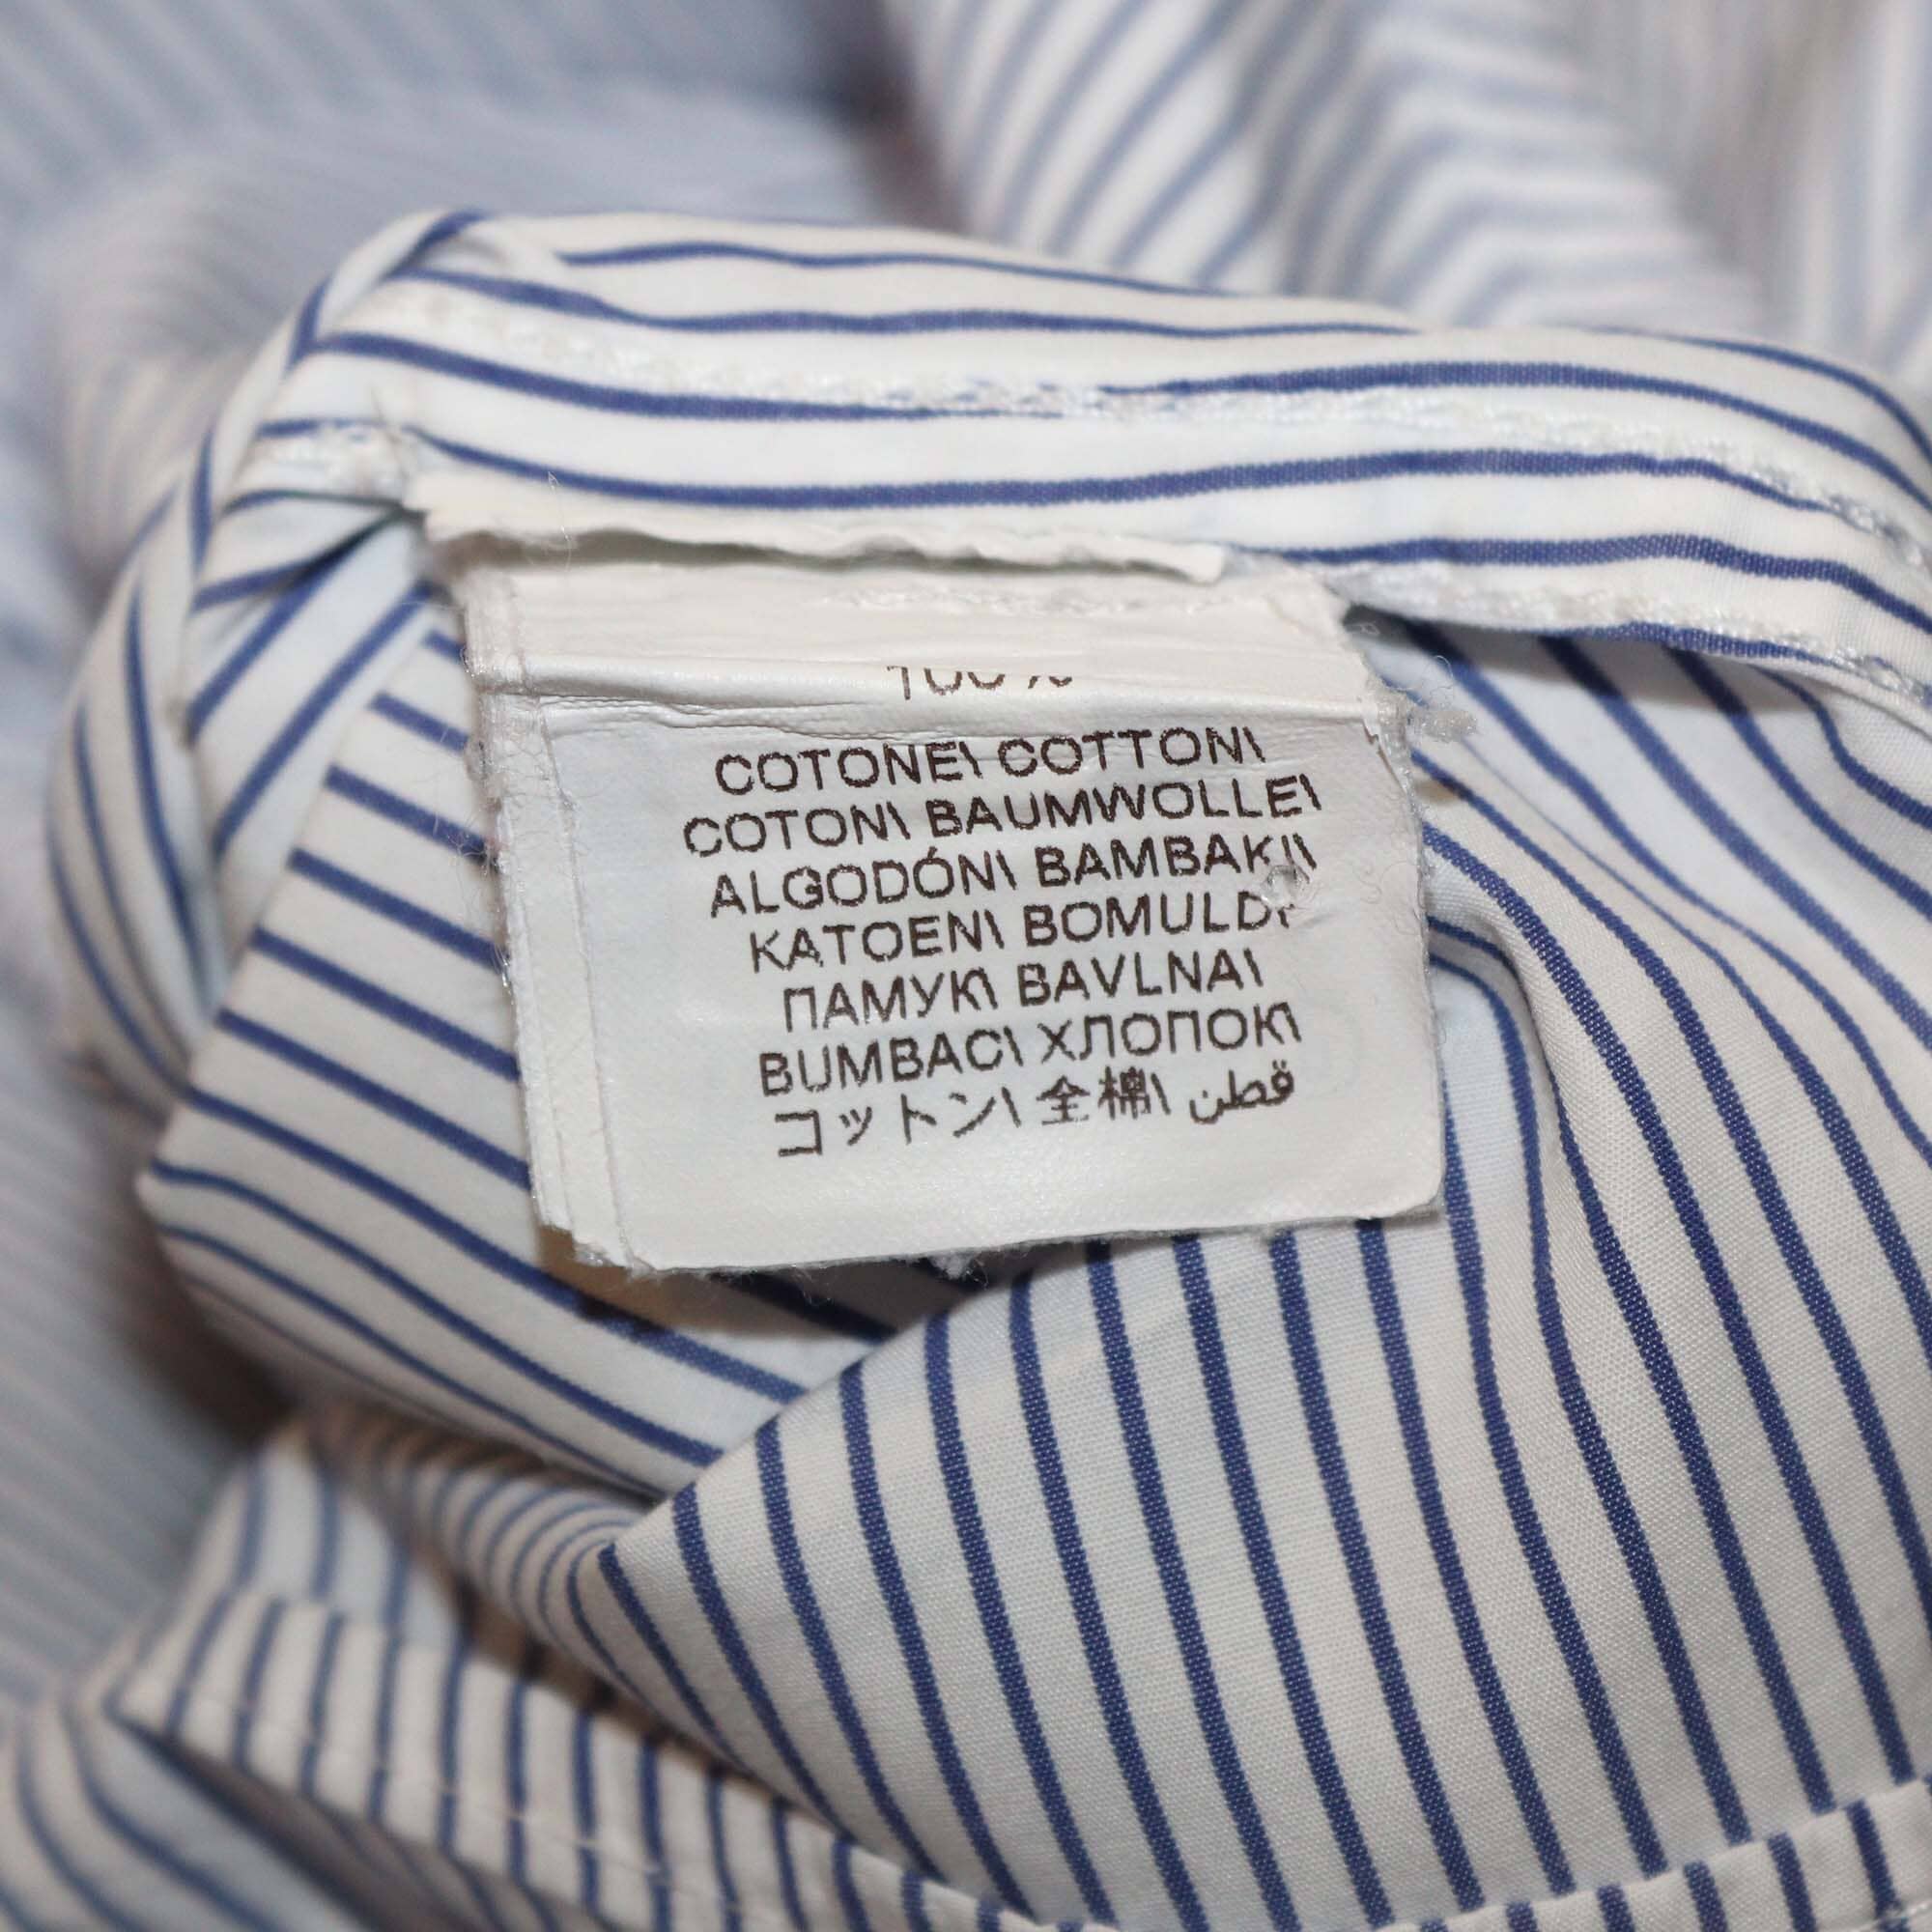 100%
COTONE\ COTTON\
COTON\ BAUMWOLLE\
ALGODÓN\ BAMBAKI\
KATOEN\ BOMULD\
ПАМУК\ BAVLNA\
BUMBAC\ ХЛОПОК\
コットン\ 全棉\ قطن